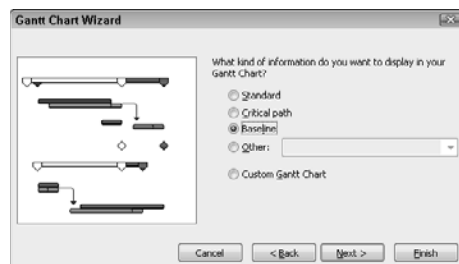 Gantt Chart Wizard
What kind of information do you want to display in your
Gantt Chart?
Standard
Critical path
Baseline
Other:
Custom Gantt Chart
Cancel
< Back
Next >
Finish